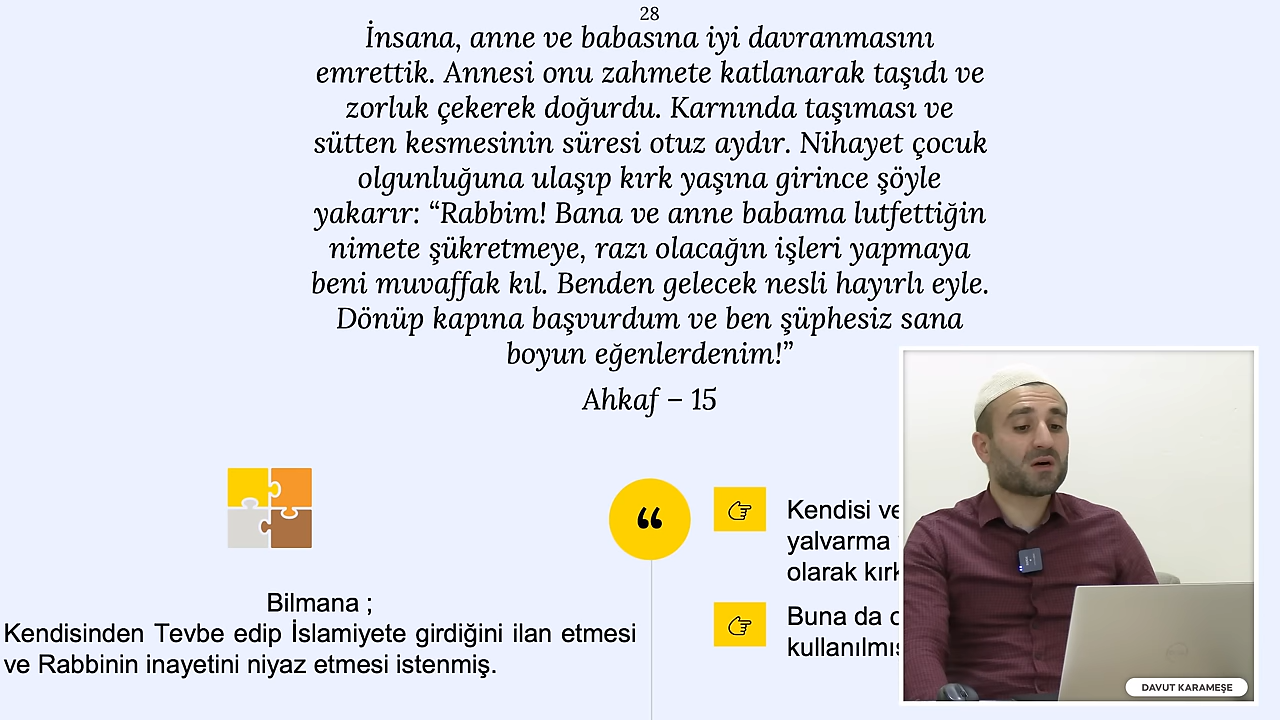 28
İnsana, anne ve babasına iyi davranmasını
emrettik. Annesi onu zahmete katlanarak taşıdı ve
zorluk çekerek doğurdu. Karnında taşıması ve
sütten kesmesinin süresi otuz aydır. Nihayet çocuk
olgunluğuna ulaşıp kırk yaşına girince şöyle
yakarır: “Rabbim! Bana ve anne babama lutfettiğin
nimete şükretmeye, razı olacağın işleri yapmaya
beni muvaffak kıl. Benden gelecek nesli hayırlı eyle.
Dönüp kapına başvurdum ve ben şüphesiz sana
boyun eğenlerdenim!”
Ahkaf – 15
Bilmana ;
Kendisinden Tevbe edip İslamiyete girdiğini ilan etmesi
ve Rabbinin inayetini niyaz etmesi istenmiş.
“
Kendisi ve
yalvarma
olarak kırk
Buna da
kullanılmış
DAVUT KARAMEŞE